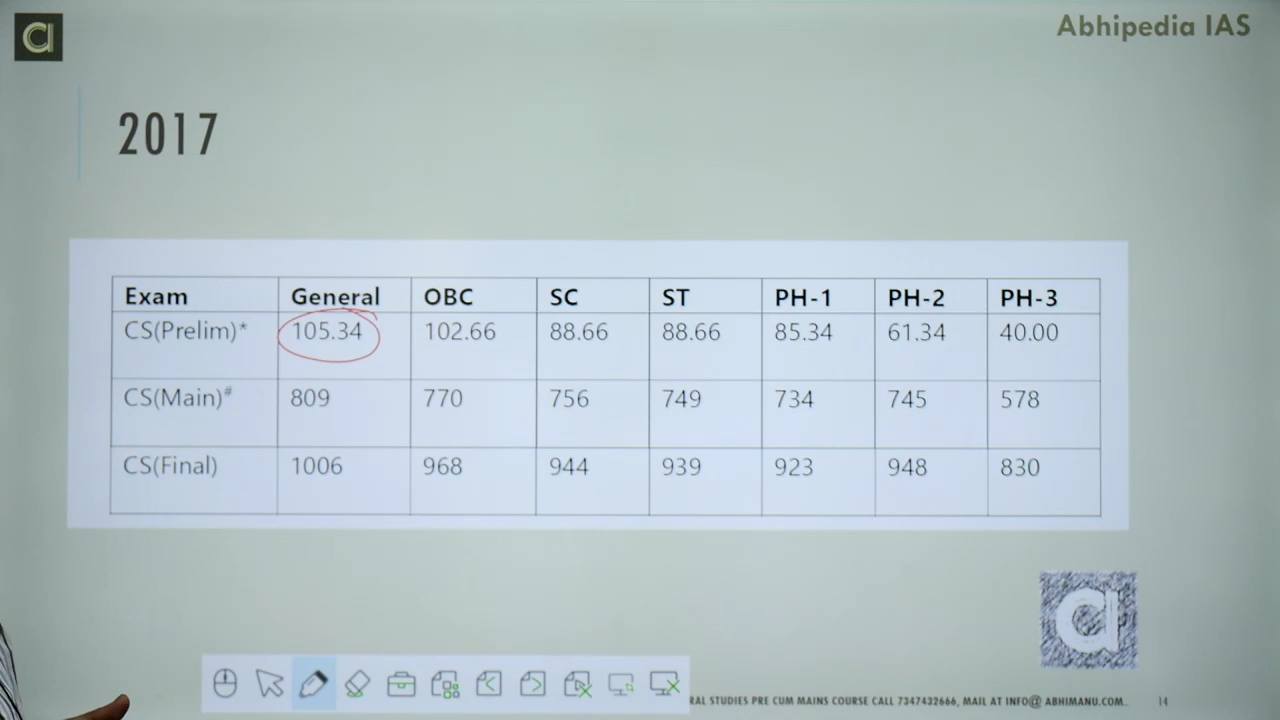 Abhipedia IAS
2017
Exam General OBC SC ST PH-1 PH-2 PH-3
CS(Prelim)* 105.34 102.66 88.66 88.66 85.34 61.34 40.00
CS(Main)# 809 770 756 749 734 745 578
CS(Final) 1006 968 944 939 923 948 830
RAL STUDIES PRE CUM MAINS COURSE CALL 7347432666, MAIL AT INFO@ ABHIMANU.COM. 14